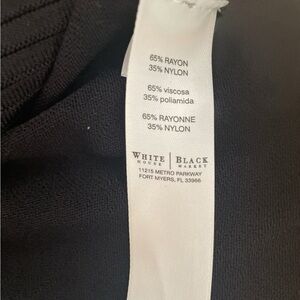 65% RAYON
35% NYLON
65% viscosa
35% poliamida
65% RAYONNE
35% NYLON
WHITE | BLACK
HOUSE | MARKET
11215 METRO PARKWAY
FORT MYERS, FL 33966